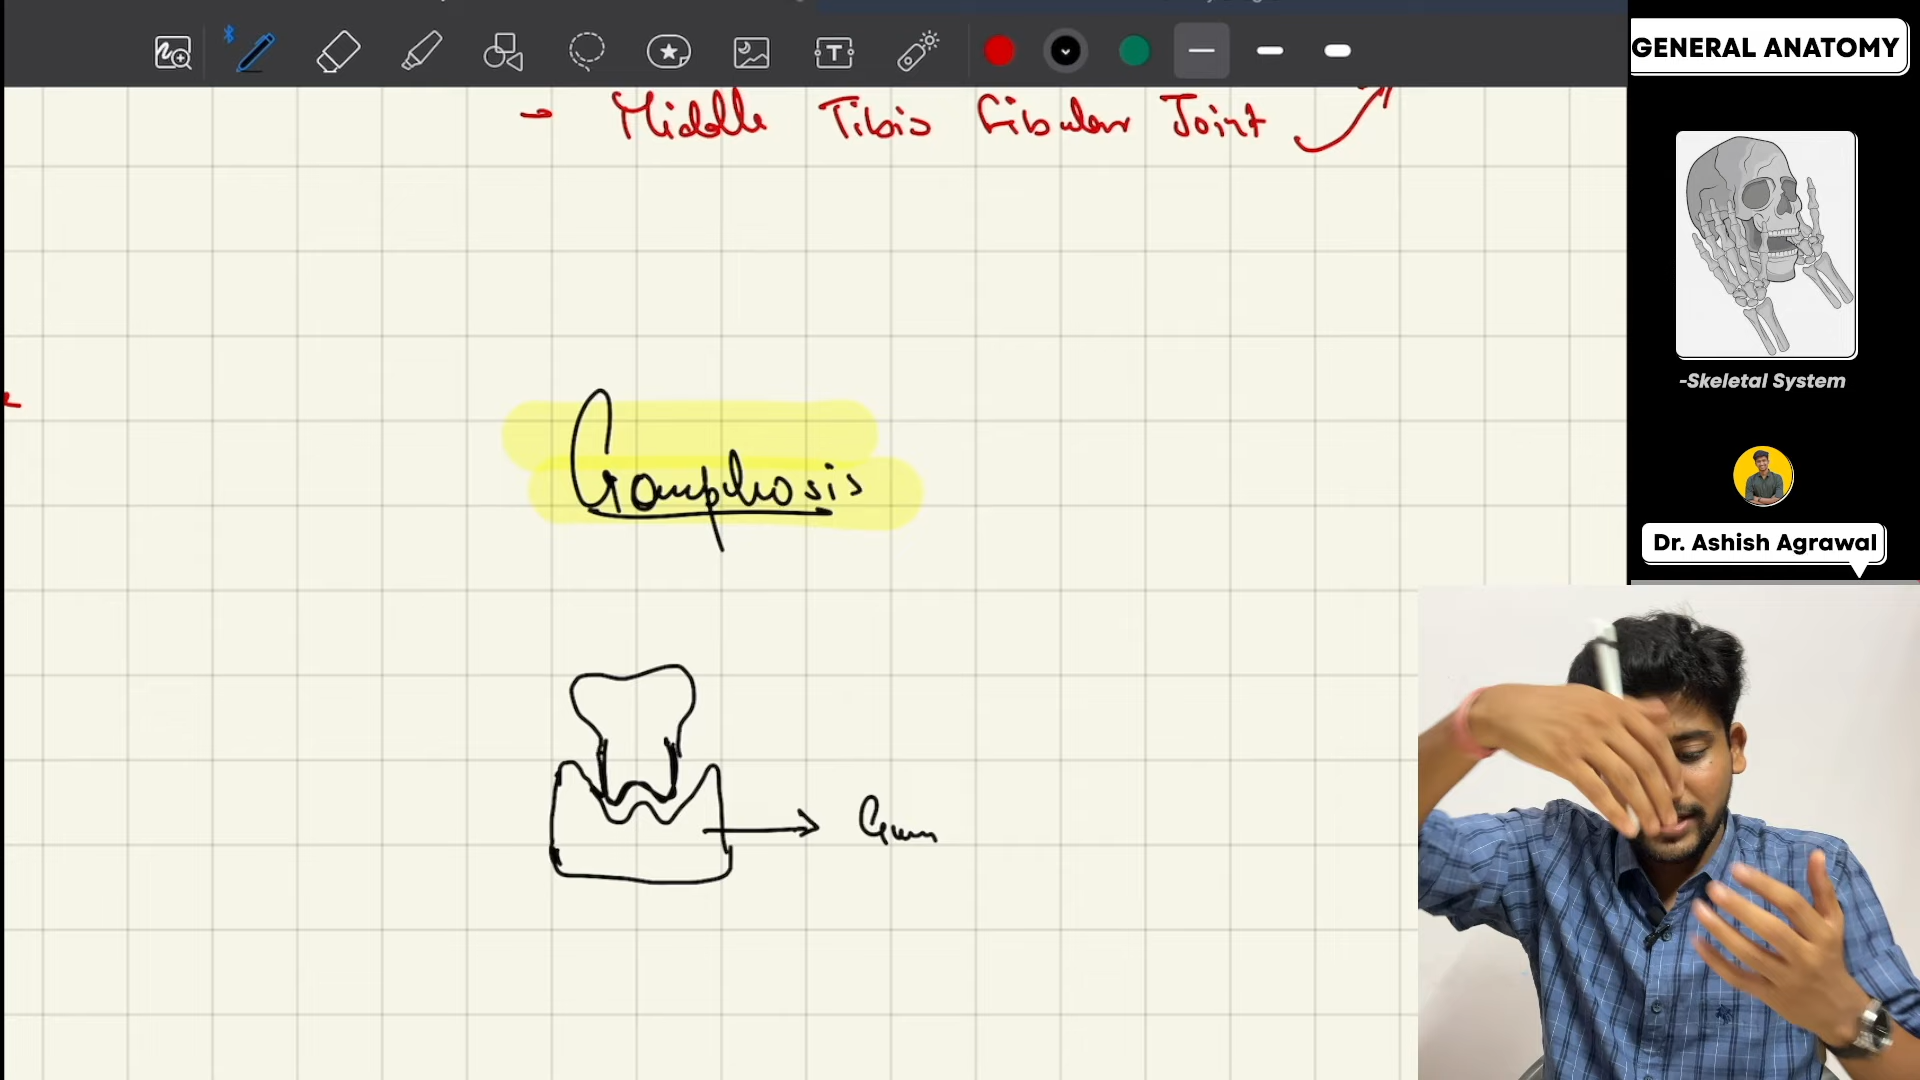 GENERAL ANATOMY
- Middle Tibio Fibular Joint
-Skeletal System
Gomphosis
Dr. Ashish Agrawal
Gum
T